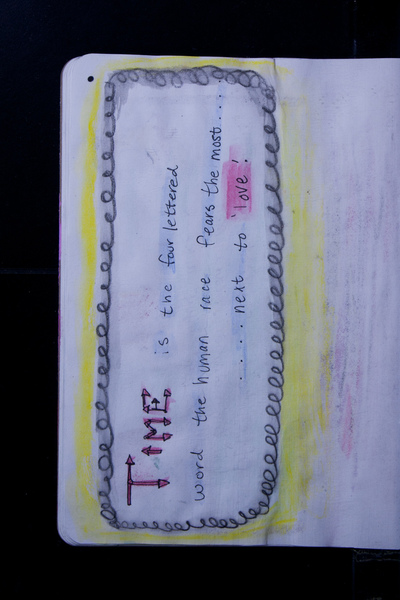 TIME is the four lettered
word the human race fears the most....
..... next to 'love'.